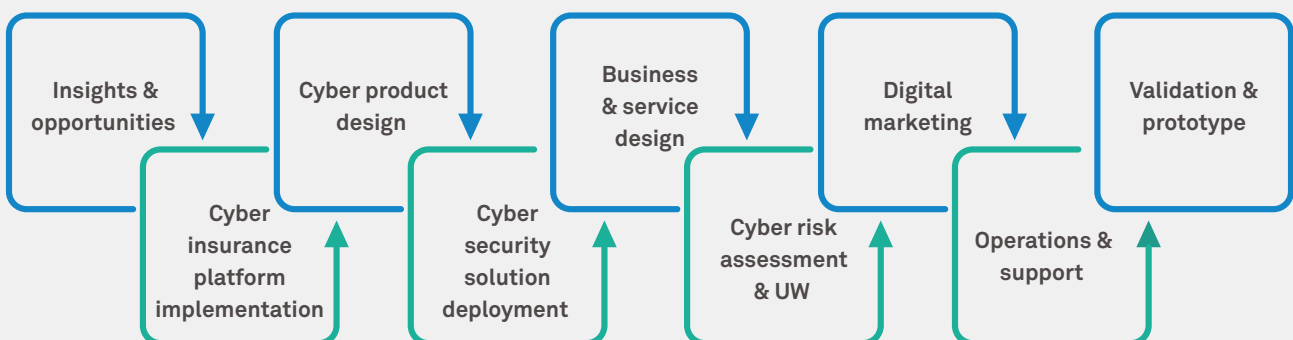 Insights &
opportunities
Cyber
insurance
platform
implementation
Cyber product
design
Cyber
security
solution
deployment
Business
& service
design
Cyber risk
assessment
& UW
Digital
marketing
Operations &
support
Validation &
prototype